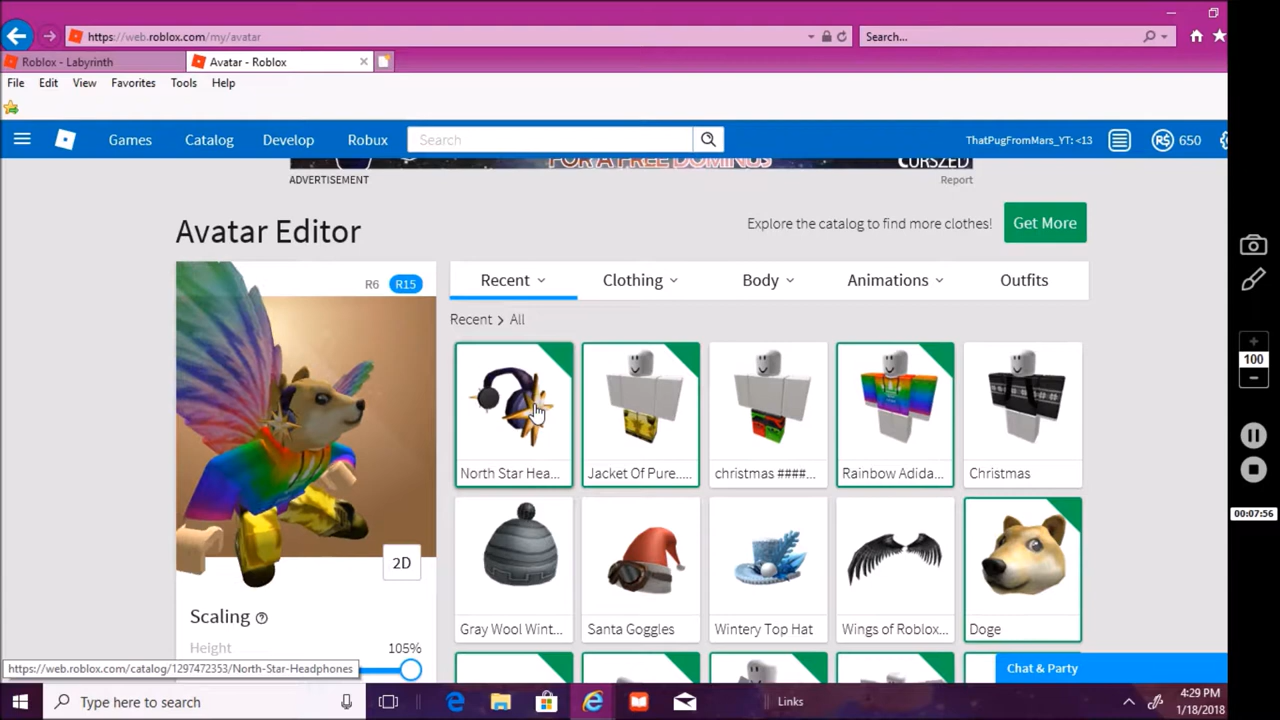 https://web.roblox.com/my/avatar
Search...
Roblox - Labyrinth
Avatar - Roblox
File Edit View Favorites Tools Help
Games Catalog Develop Robux Search ThatPugFromMars_YT: <13 R$ 650
FOR A FREE DOMINUS CURSZED
ADVERTISEMENT Report
Avatar Editor
Explore the catalog to find more clothes! Get More
R6 R15
Recent Clothing Body Animations Outfits
Recent > All
100
North Star Hea... Jacket Of Pure..... christmas ####... Rainbow Adida... Christmas
00:07:56
2D
Scaling
Gray Wool Wint... Santa Goggles Wintery Top Hat Wings of Roblox... Doge
Height 105%
https://web.roblox.com/catalog/1297472353/North-Star-Headphones
Chat & Party
Type here to search
Links
4:29 PM
1/18/2018